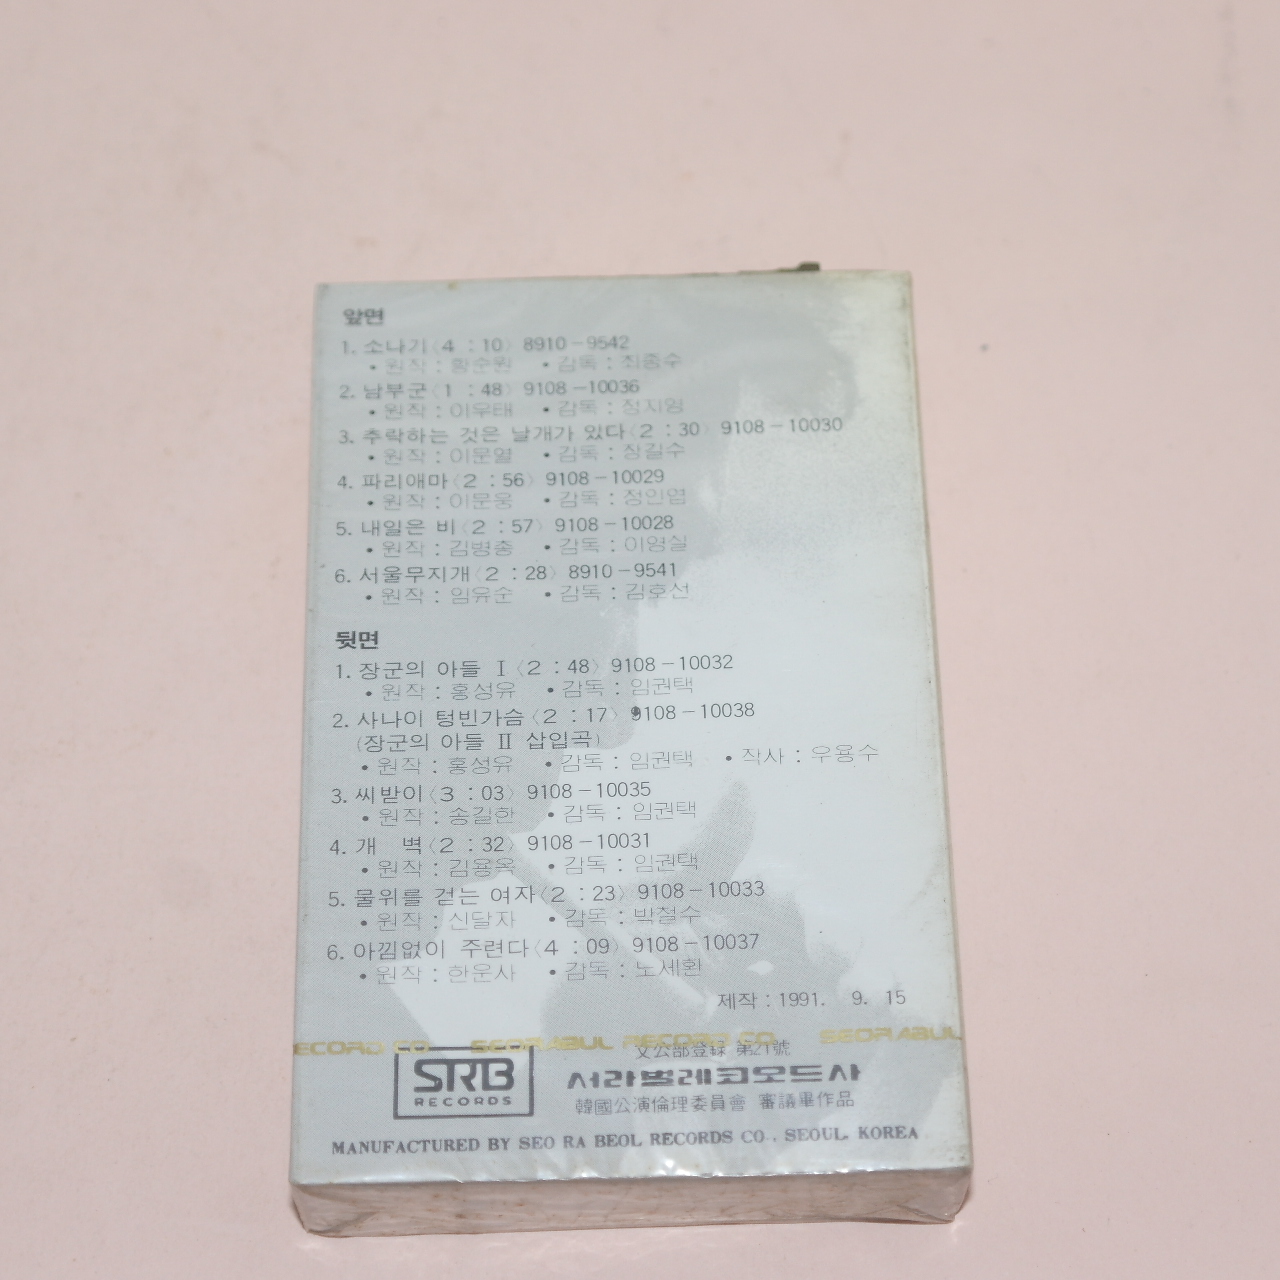 앞면
1. 소나기〈4 : 10〉 8910-9542
• 원작 : 황순원 • 감독 : 최종수
2. 남부군〈1 : 48〉 9108-10036
• 원작 : 이우태 • 감독 : 정지영
3. 추락하는 것은 날개가 있다〈2 : 30〉 9108-10030
• 원작 : 이문열 • 감독 : 장길수
4. 파리애마〈2 : 56〉 9108-10029
• 원작 : 이문웅 • 감독 : 정인엽
5. 내일은 비〈2 : 57〉 9108-10028
• 원작 : 김병총 • 감독 : 이영실
6. 서울무지개〈2 : 28〉 8910-9541
• 원작 : 임유순 • 감독 : 김호선
뒷면
1. 장군의 아들 Ⅰ〈2 : 48〉 9108-10032
• 원작 : 홍성유 • 감독 : 임권택
2. 사나이 텅빈가슴〈2 : 17〉 9108-10038
(장군의 아들 Ⅱ 삽입곡)
• 원작 : 홍성유 • 감독 : 임권택 • 작사 : 우용수
3. 씨받이〈3 : 03〉 9108-10035
• 원작 : 송길한 • 감독 : 임권택
4. 개 벽〈2 : 32〉 9108-10031
• 원작 : 김용옥 • 감독 : 임권택
5. 물위를 걷는 여자〈2 : 23〉 9108-10033
• 원작 : 신달자 • 감독 : 박철수
6. 아낌없이 주련다〈4 : 09〉 9108-10037
• 원작 : 한운사 • 감독 : 노세환
제작 : 1991. 9. 15
ECORD CO. SEORABUL RECORD CO. SEORABUL
文公部登録 第21號
SRB
RECORDS
서라벌레코오드사
韓國公演倫理委員會 審議畢作品
MANUFACTURED BY SEO RA BEOL RECORDS CO., SEOUL. KOREA